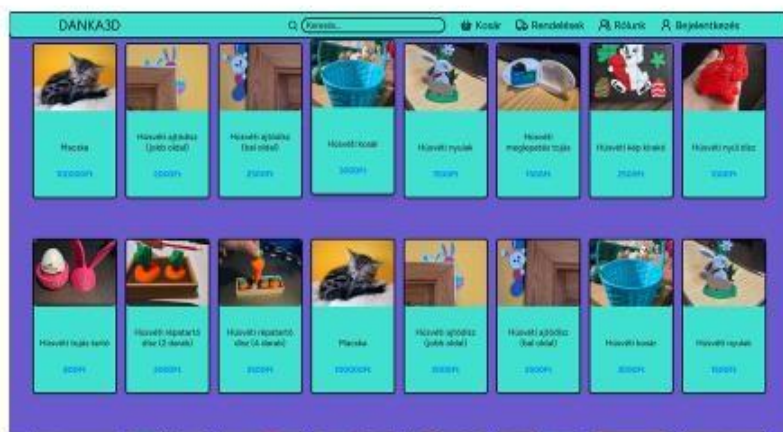 DANKA3D
Keresés...
Kosár
Rendelések
Rólunk
Bejelentkezés
Macska
100000Ft
Húsvéti ajtódísz
(jobb oldal)
Húsvéti ajtódísz
(bal oldal)
Húsvéti kosár
Húsvéti nyulak
Húsvéti
meglepetés tojás
Húsvéti kép kirakó
Húsvéti nyúl dísz
Húsvéti tojás tartó
Húsvéti répatartó
dísz (2 darab)
Húsvéti répatartó
dísz (4 darab)
Macska
100000Ft
Húsvéti ajtódísz
(jobb oldal)
Húsvéti ajtódísz
(bal oldal)
Húsvéti kosár
Húsvéti nyulak